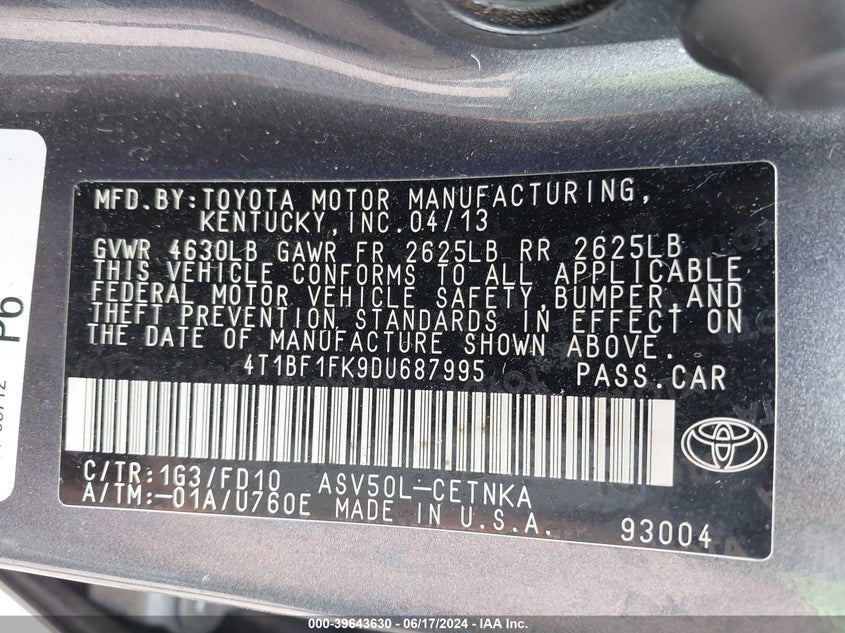 MFD.BY:TOYOTA MOTOR MANUFACTURING,
KENTUCKY,INC.04/13
GVWR 4630LB GAWR FR 2625LB RR 2625LB
THIS VEHICLE CONFORMS TO ALL APPLICABLE
FEDERAL MOTOR VEHICLE SAFETY,BUMPER,AND
THEFT PREVENTION STANDARDS IN EFFECT ON
THE DATE OF MANUFACTURE SHOWN ABOVE.
4T1BF1FK9DU687995 PASS.CAR
C/TR:1G3/FD10 ASV50L-CETNKA
A/TM:-01A/U760E MADE IN U.S.A. 93004
P6
000-39643630 - 06/17/2024 - IAA Inc.